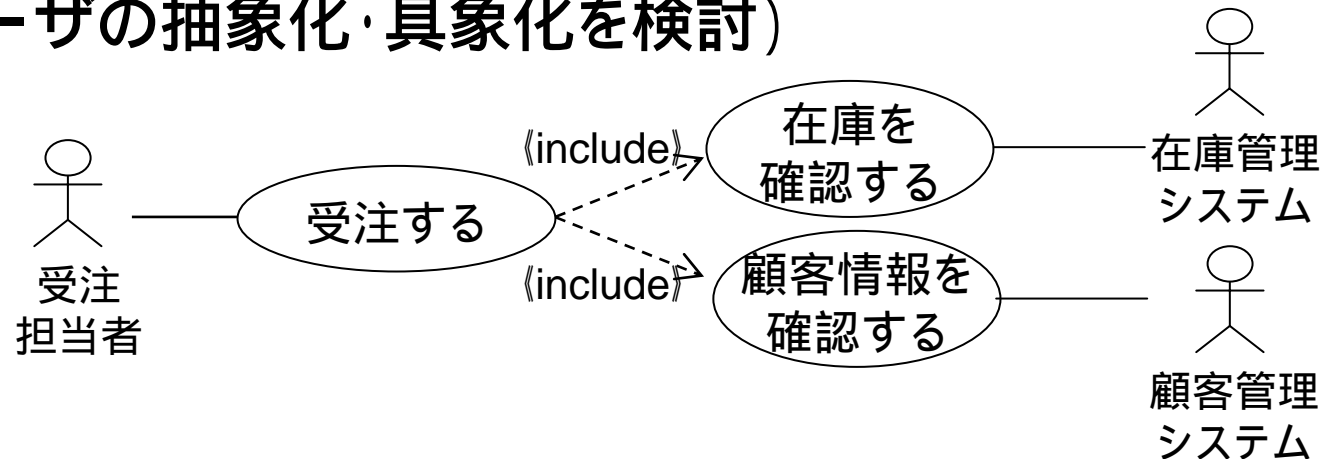 ーザの抽象化・具象化を検討)
受注
担当者
受注する
《include》
《include》
在庫を
確認する
顧客情報を
確認する
在庫管理
システム
顧客管理
システム